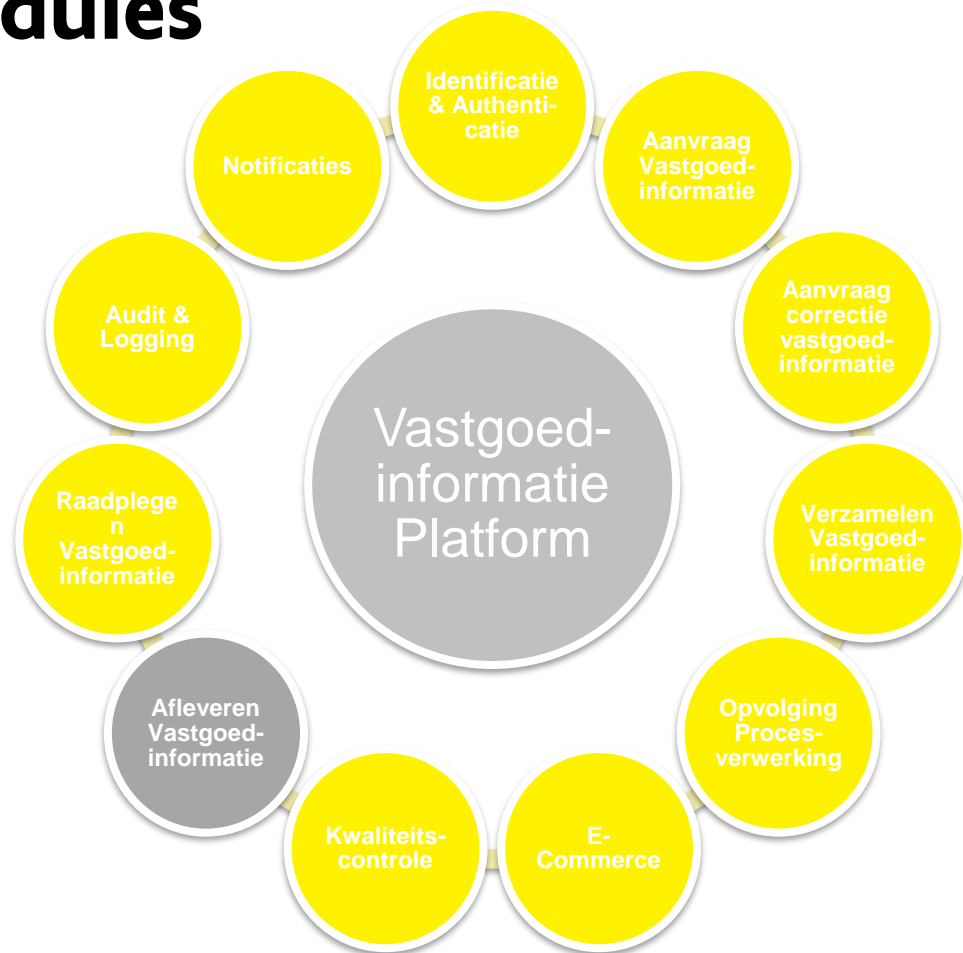 dules
Identificatie
& Authenti-
catie
Aanvraag
Vastgoed-
informatie
Aanvraag
correctie
vastgoed-
informatie
Verzamelen
Vastgoed-
informatie
Opvolging
Proces-
verwerking
E-
Commerce
Kwaliteits-
controle
Afleveren
Vastgoed-
informatie
Raadplege
n
Vastgoed-
informatie
Audit &
Logging
Notificaties
Vastgoed-
informatie
Platform